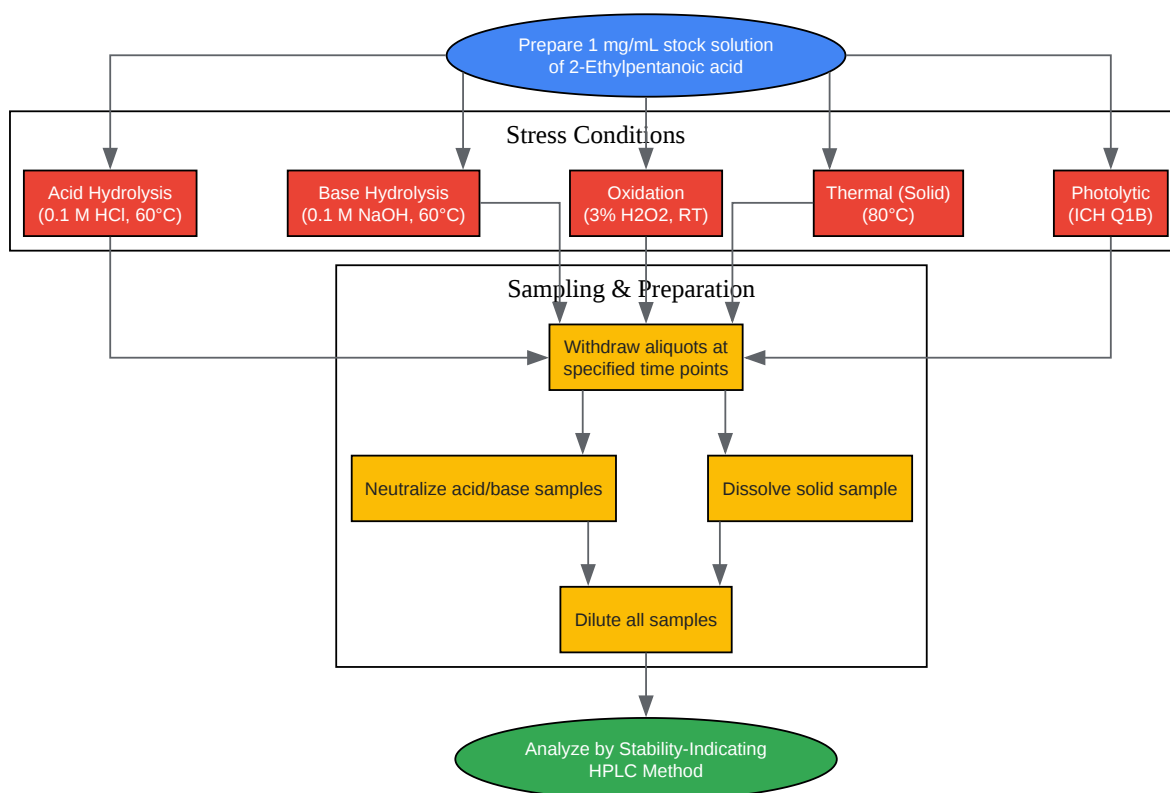 Prepare 1 mg/mL stock solution
of 2-Ethylpentanoic acid
Stress Conditions
Acid Hydrolysis
(0.1 M HCl, 60°C)
Base Hydrolysis
(0.1 M NaOH, 60°C)
Oxidation
(3% H2O2, RT)
Thermal (Solid)
(80°C)
Photolytic
(ICH Q1B)
Sampling & Preparation
Withdraw aliquots at
specified time points
Neutralize acid/base samples
Dissolve solid sample
Dilute all samples
Analyze by Stability-Indicating
HPLC Method